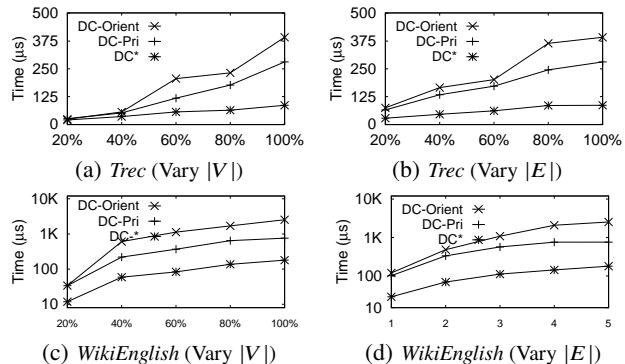 500
375
250
125
0
Time (µs)
DC-Orient
DC-Pri
DC*
20% 40% 60% 80% 100%
(a) Trec (Vary |V|)
500
375
250
125
0
Time (µs)
DC-Orient
DC-Pri
DC*
20% 40% 60% 80% 100%
(b) Trec (Vary |E|)
10K
1K
100
10
Time (µs)
DC-Orient
DC-Pri
DC-*
20% 40% 60% 80% 100%
(c) WikiEnglish (Vary |V|)
10K
1K
100
10
Time (µs)
DC-Orient
DC-Pri
DC*
1 2 3 4 5
(d) WikiEnglish (Vary |E|)